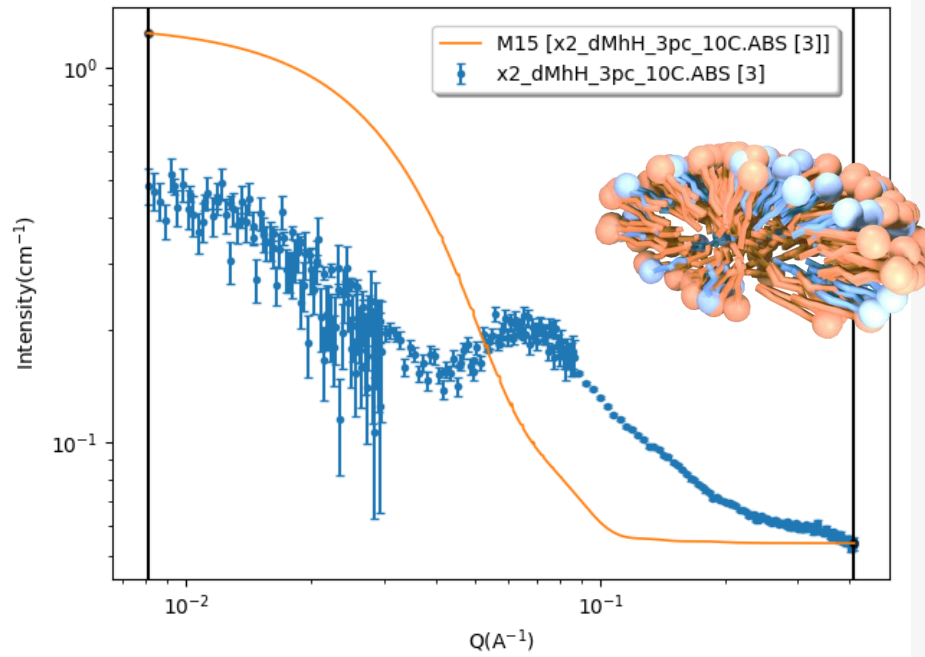 M15 [x2_dMhH_3pc_10C.ABS [3]]
x2_dMhH_3pc_10C.ABS [3]
10⁰
10⁻¹
Intensity(cm⁻¹)
10⁻²
10⁻¹
Q(A⁻¹)